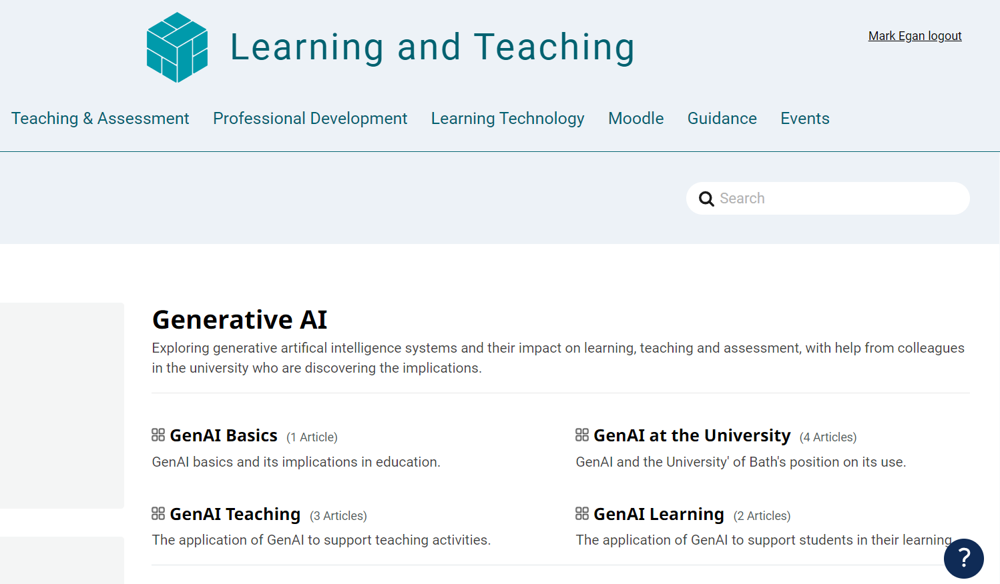 Learning and Teaching
Mark Egan logout
Teaching & Assessment Professional Development Learning Technology Moodle Guidance Events
Search
Generative AI
Exploring generative artifical intelligence systems and their impact on learning, teaching and assessment, with help from colleagues
in the university who are discovering the implications.
GenAI Basics (1 Article)
GenAI basics and its implications in education.
GenAI at the University (4 Articles)
GenAI and the University' of Bath's position on its use.
GenAI Teaching (3 Articles)
The application of GenAI to support teaching activities.
GenAI Learning (2 Articles)
The application of GenAI to support students in their learning
?